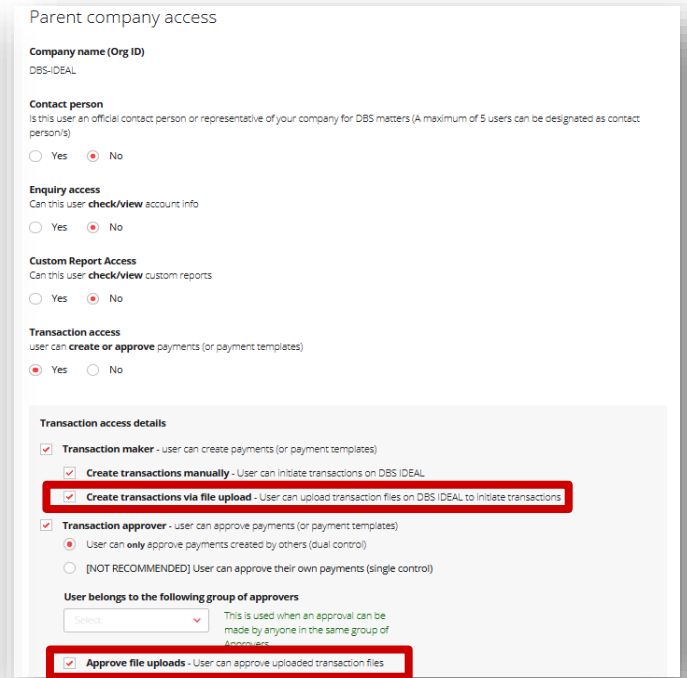 Parent company access
Company name (Org ID)
DBS-IDEAL
Contact person
Is this user an official contact person or representative of your company for DBS matters (A maximum of 5 users can be designated as contact
person/s)
Yes No
Enquiry access
Can this user check/view account info
Yes No
Custom Report Access
Can this user check/view custom reports
Yes No
Transaction access
user can create or approve payments (or payment templates)
Yes No
Transaction access details
Transaction maker - user can create payments (or payment templates)
Create transactions manually - User can initiate transactions on DBS IDEAL
Create transactions via file upload - User can upload transaction files on DBS IDEAL to initiate transactions
Transaction approver - user can approve payments (or payment templates)
User can only approve payments created by others (dual control)
[NOT RECOMMENDED] User can approve their own payments (single control)
User belongs to the following group of approvers
Select
This is used when an approval can be
made by anyone in the same group of
Approvers
Approve file uploads - User can approve uploaded transaction files